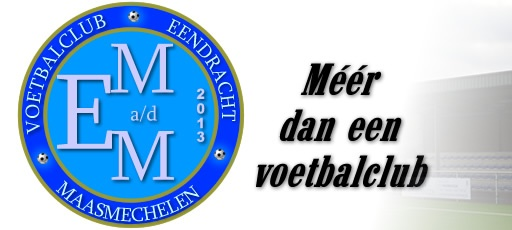 VOETBALCLUB EENDRACHT
MAASMECHELEN
E M
a/d
M
2013
Méér
dan een
voetbalclub